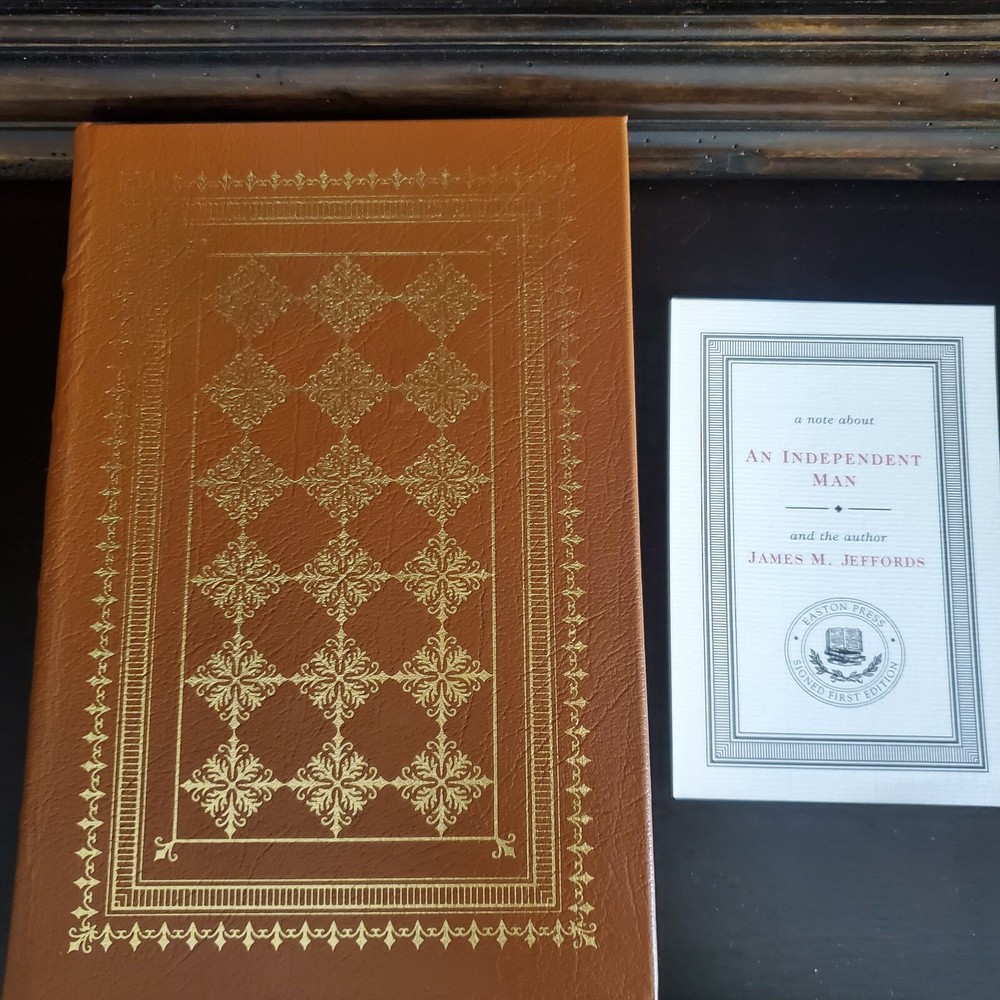 a note about
AN INDEPENDENT
MAN
and the author
JAMES M. JEFFORDS
EASTON PRESS
SIGNED FIRST EDITION